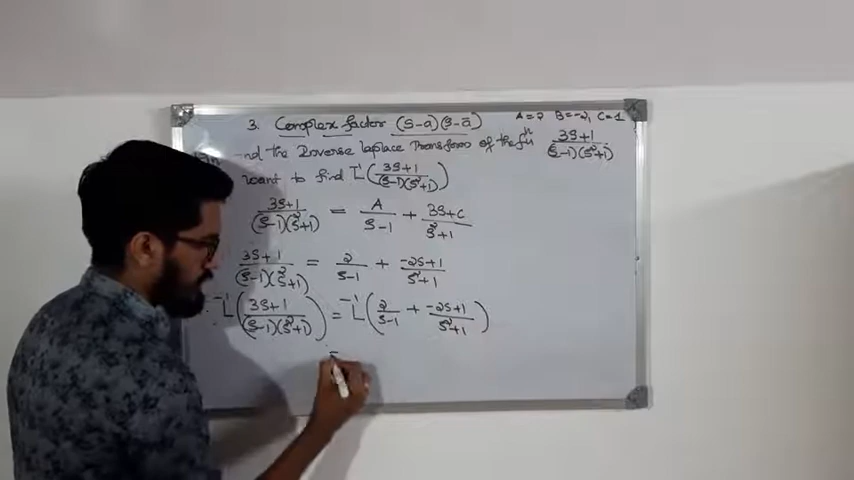 3. Complex factor (s-a)(s-ā) A=2 B=-2, C=1
nd the Inverse Laplace Transform of the fun (3s+1)/((s-1)(s²+1))
want to find L⁻¹((3s+1)/((s-1)(s²+1)))
(3s+1)/((s-1)(s²+1)) = A/(s-1) + (Bs+C)/(s²+1)
(3s+1)/((s-1)(s²+1)) = 2/(s-1) + (-2s+1)/(s²+1)
L⁻¹((3s+1)/((s-1)(s²+1))) = L⁻¹(2/(s-1) + (-2s+1)/(s²+1))
=